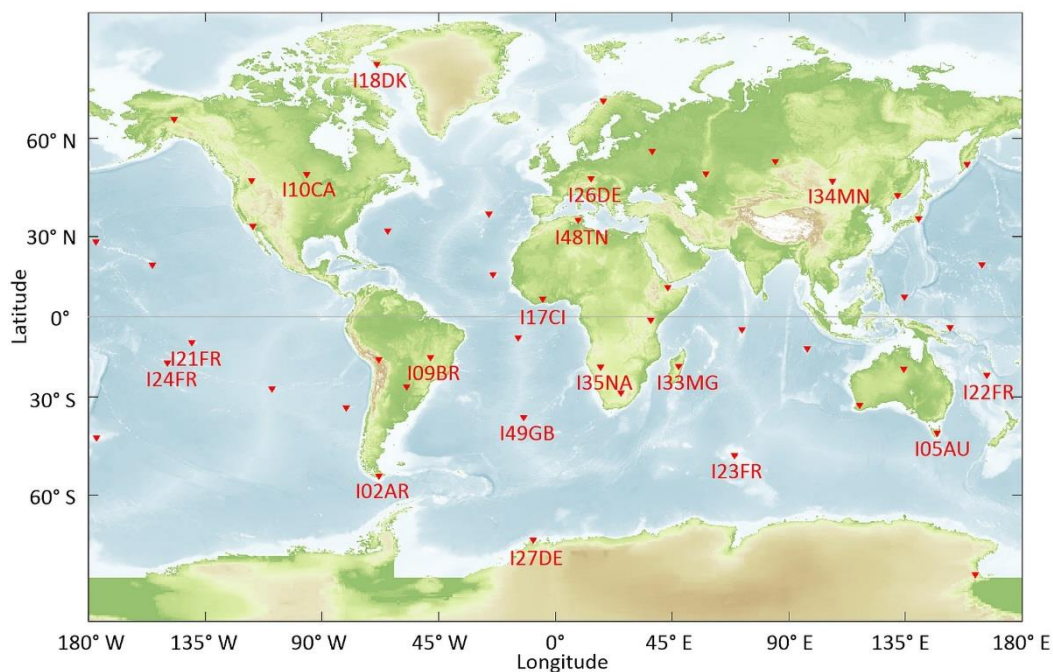 I18DK
60° N
I10CA
I26DE
I34MN
I48TN
30° N
Latitude
I17CI
0°
I21FR
I24FR
I09BR
I35NA
I33MG
I22FR
30° S
I49GB
I05AU
I23FR
I02AR
60° S
I27DE
180° W 135° W 90° W 45° W 0° 45° E 90° E 135° E 180° E
Longitude